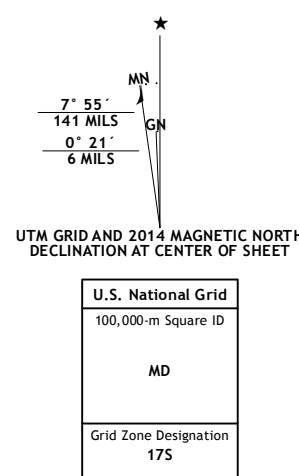 ★
MN
7° 55´
141 MILS
GN
0° 21´
6 MILS
UTM GRID AND 2014 MAGNETIC NORTH
DECLINATION AT CENTER OF SHEET
U.S. National Grid
100,000-m Square ID
MD
Grid Zone Designation
17S